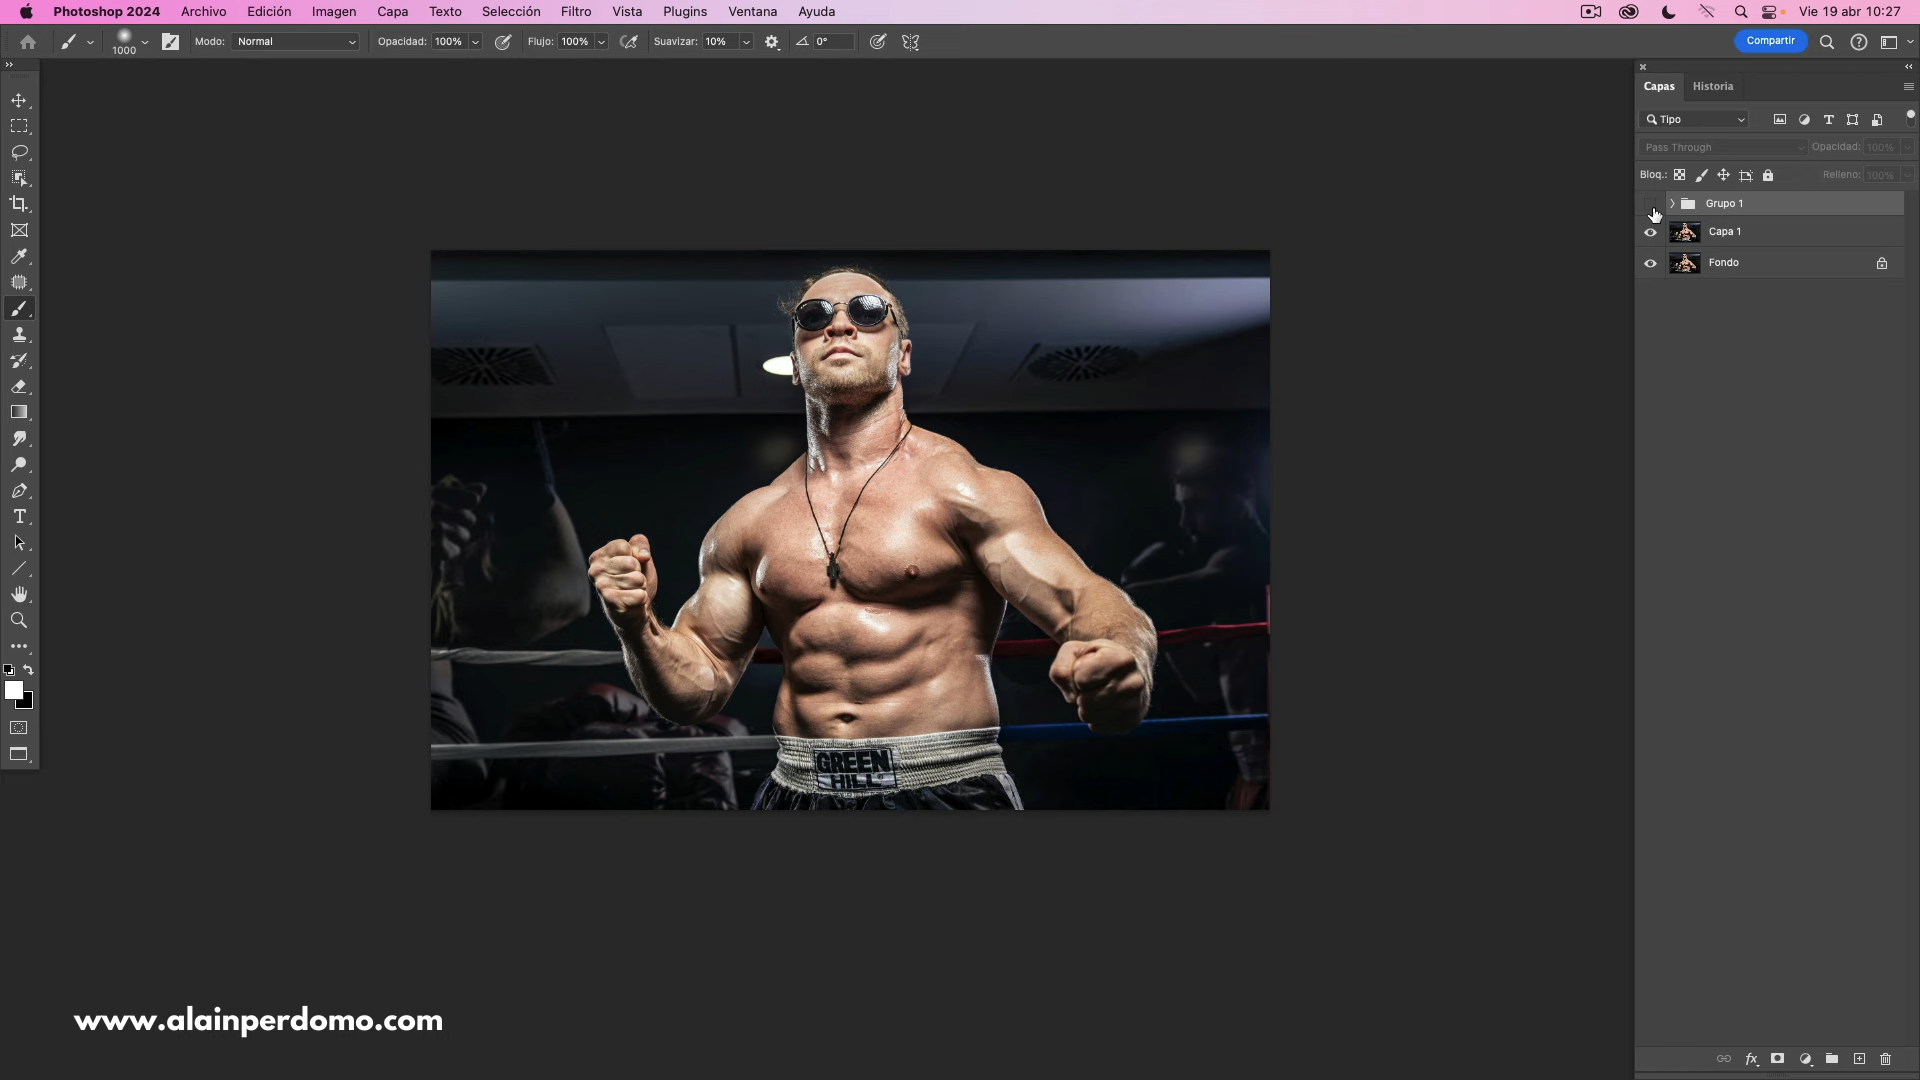 Photoshop 2024 Archivo Edición Imagen Capa Texto Selección Filtro Vista Plugins Ventana Ayuda Vie 19 abr 10:27
1000 Modo: Normal Opacidad: 100% Flujo: 100% Suavizar: 10% 0° Compartir
Capas Historia
Tipo
Pass Through Opacidad: 100%
Bloq.: Relleno: 100%
Grupo 1
Capa 1
Fondo
GREEN
HILL
www.alainperdomo.com